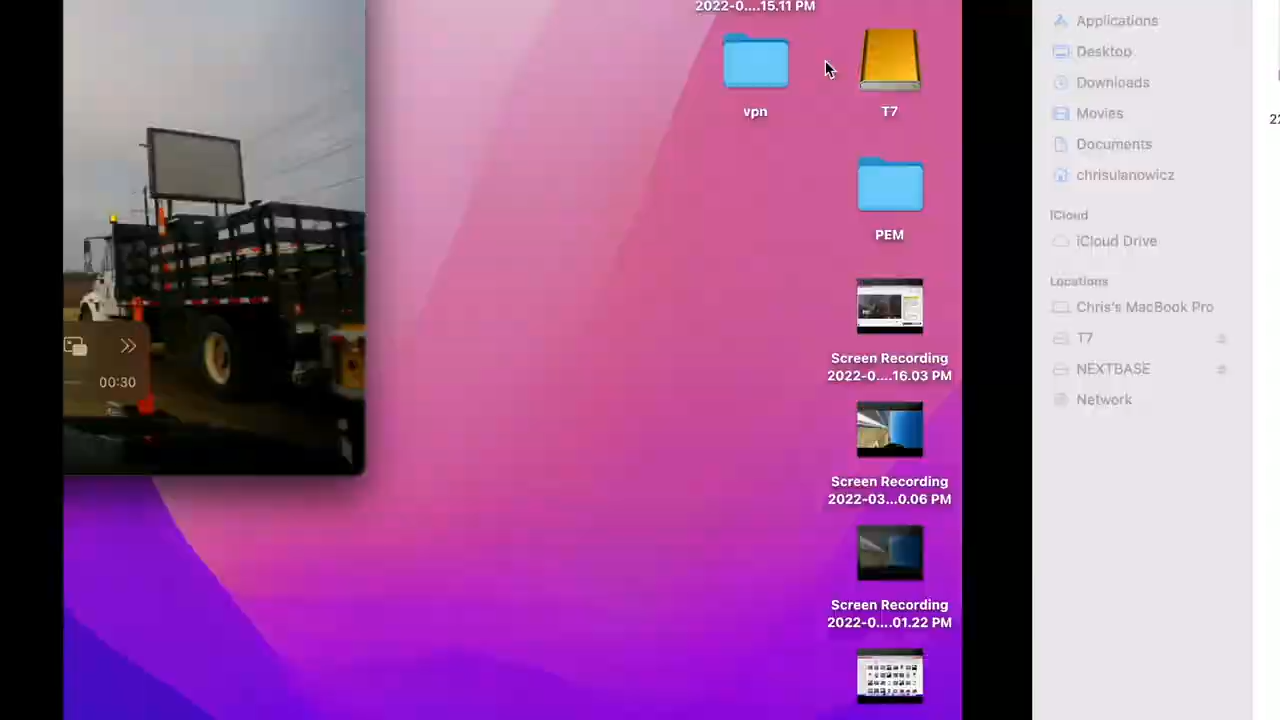 2022-0....15.11 PM
vpn
T7
PEM
Screen Recording
2022-0....16.03 PM
Screen Recording
2022-03...0.06 PM
Screen Recording
2022-0....01.22 PM
00:30
Applications
Desktop
Downloads
Movies
Documents
chrisulanowicz
iCloud
iCloud Drive
Locations
Chris's MacBook Pro
T7
NEXTBASE
Network